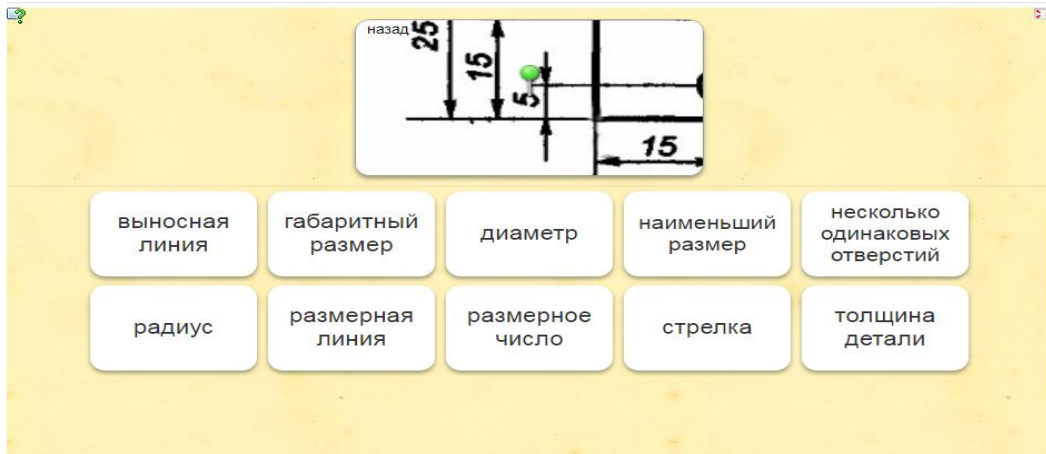 назад
25
15
5
15
выносная
линия
габаритный
размер
диаметр
наименьший
размер
несколько
одинаковых
отверстий
радиус
размерная
линия
размерное
число
стрелка
толщина
детали